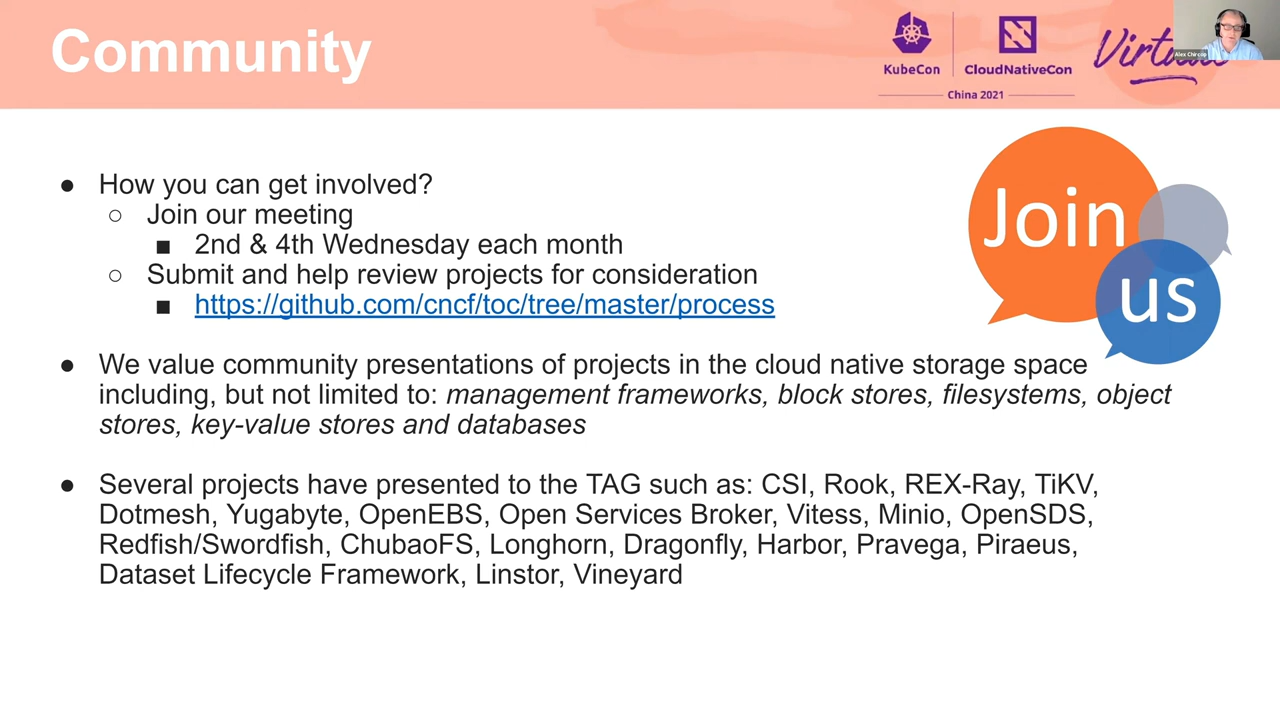 Community
KubeCon
CloudNativeCon
China 2021
Virtual
Alex Chircop
Join
us
● How you can get involved?
○ Join our meeting
■ 2nd & 4th Wednesday each month
○ Submit and help review projects for consideration
■ https://github.com/cncf/toc/tree/master/process
● We value community presentations of projects in the cloud native storage space
including, but not limited to: management frameworks, block stores, filesystems, object
stores, key-value stores and databases
● Several projects have presented to the TAG such as: CSI, Rook, REX-Ray, TiKV,
Dotmesh, Yugabyte, OpenEBS, Open Services Broker, Vitess, Minio, OpenSDS,
Redfish/Swordfish, ChubaoFS, Longhorn, Dragonfly, Harbor, Pravega, Piraeus,
Dataset Lifecycle Framework, Linstor, Vineyard